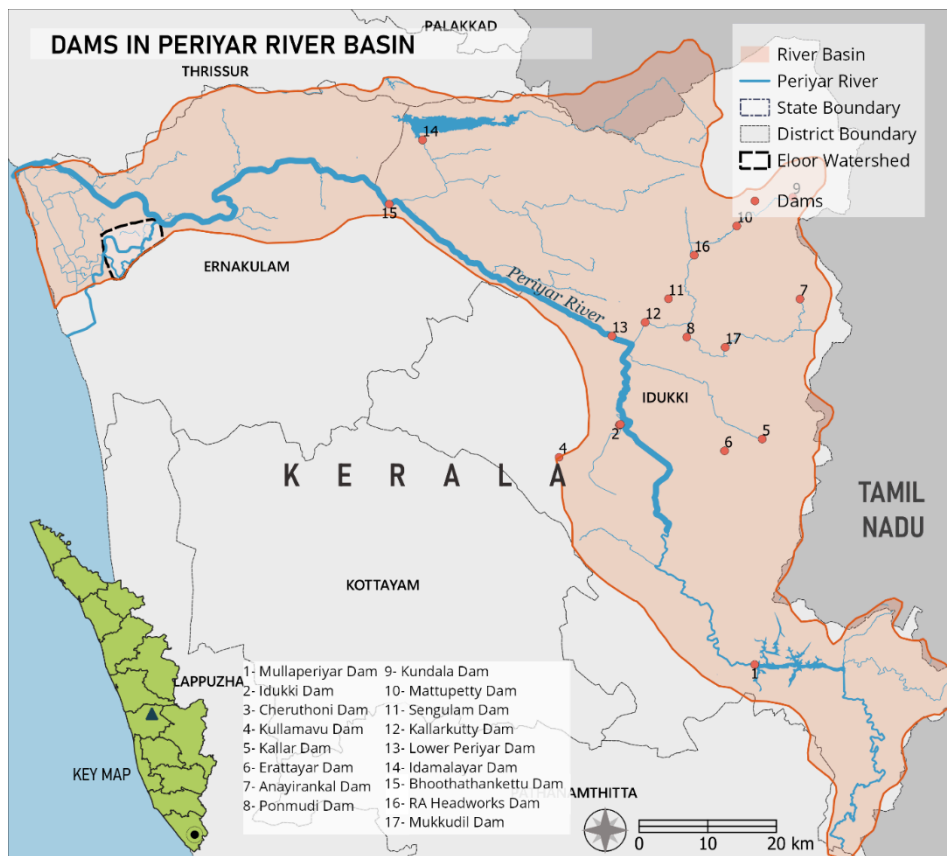 PALAKKAD
DAMS IN PERIYAR RIVER BASIN
THRISSUR
River Basin
Periyar River
State Boundary
District Boundary
Eloor Watershed
Dams
14
9
15
10
16
ERNAKULAM
Periyar River
11
7
12
13
8
17
IDUKKI
2
5
6
4
KERALA
TAMIL
NADU
KOTTAYAM
1
LAPPUZHA
KEY MAP
1- Mullaperiyar Dam
2- Idukki Dam
3- Cheruthoni Dam
4- Kullamavu Dam
5- Kallar Dam
6- Erattayar Dam
7- Anayirankal Dam
8- Ponmudi Dam
9- Kundala Dam
10- Mattupetty Dam
11- Sengulam Dam
12- Kallarkutty Dam
13- Lower Periyar Dam
14- Idamalayar Dam
15- Bhoothathankettu Dam
16- RA Headworks Dam
17- Mukkudil Dam
ATHANAMTHITTA
0 10 20 km